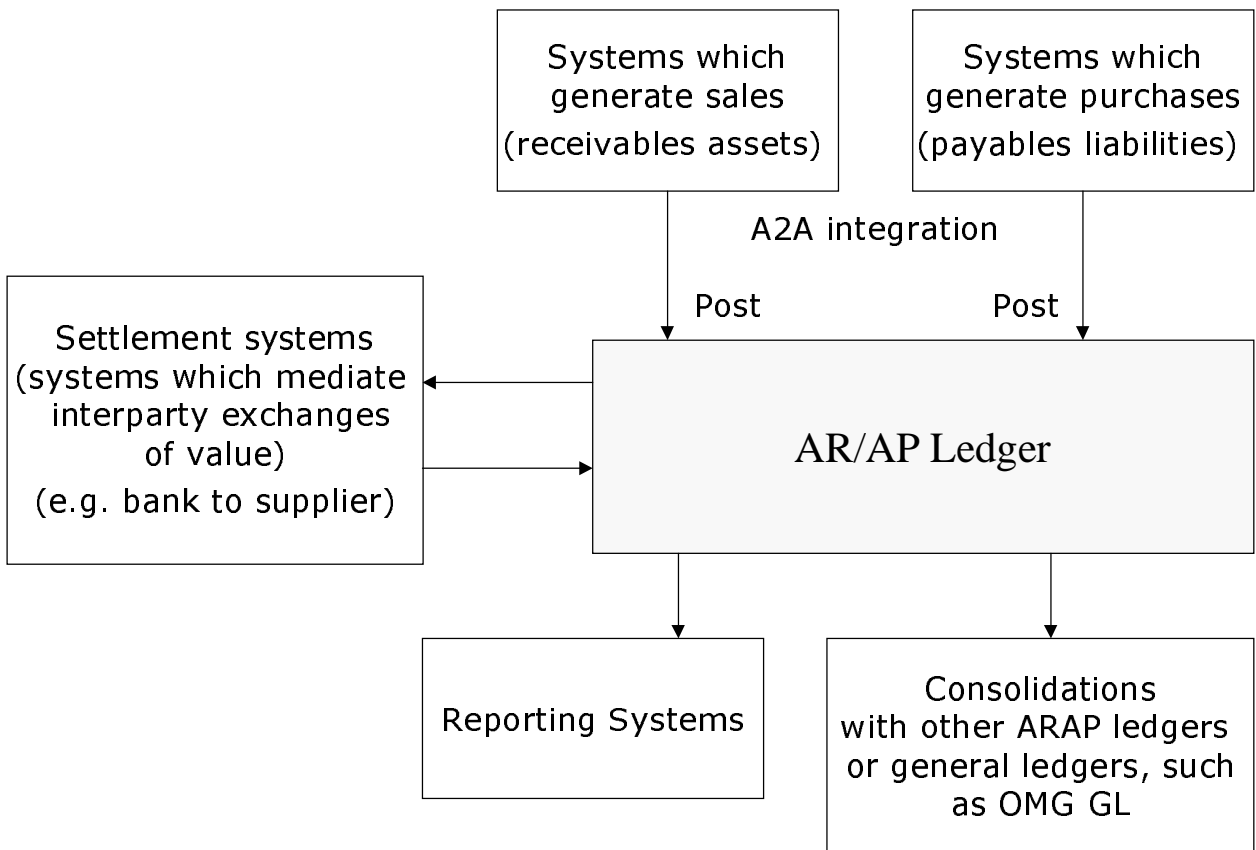 Systems which
generate sales
(receivables assets)
Systems which
generate purchases
(payables liabilities)
A2A integration
Post
Post
Settlement systems
(systems which mediate
interparty exchanges
of value)
(e.g. bank to supplier)
AR/AP Ledger
Reporting Systems
Consolidations
with other ARAP ledgers
or general ledgers, such
as OMG GL